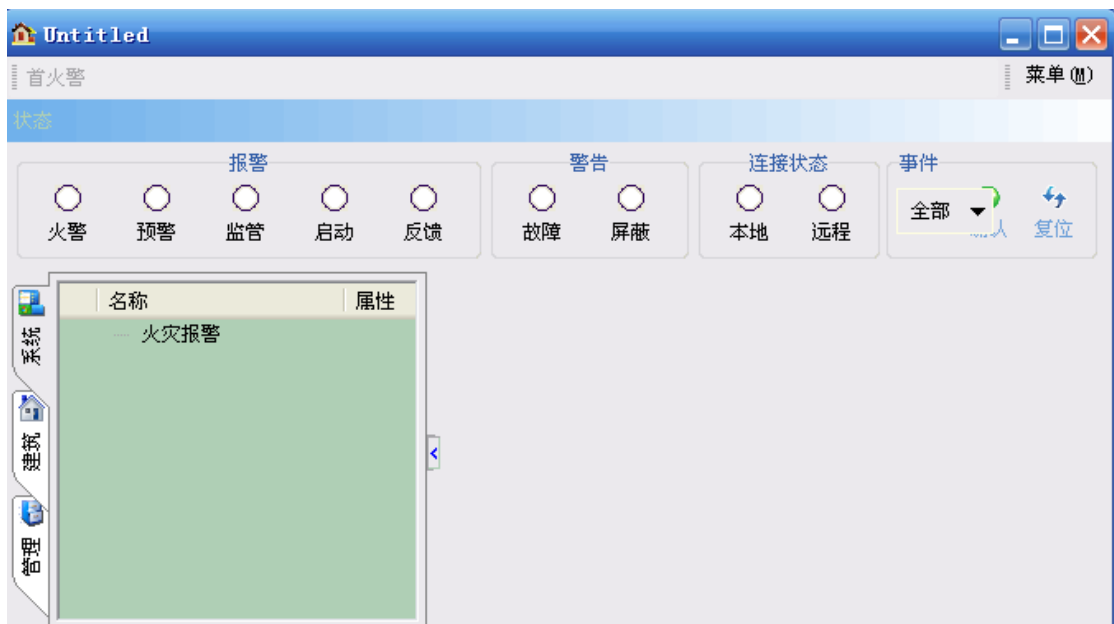 Untitled
首火警
菜单(M)
状态
报警 警告 连接状态 事件
火警 预警 监管 启动 反馈 故障 屏蔽 本地 远程 全部 复位
名称 属性
火灾报警
系统
建筑
管理